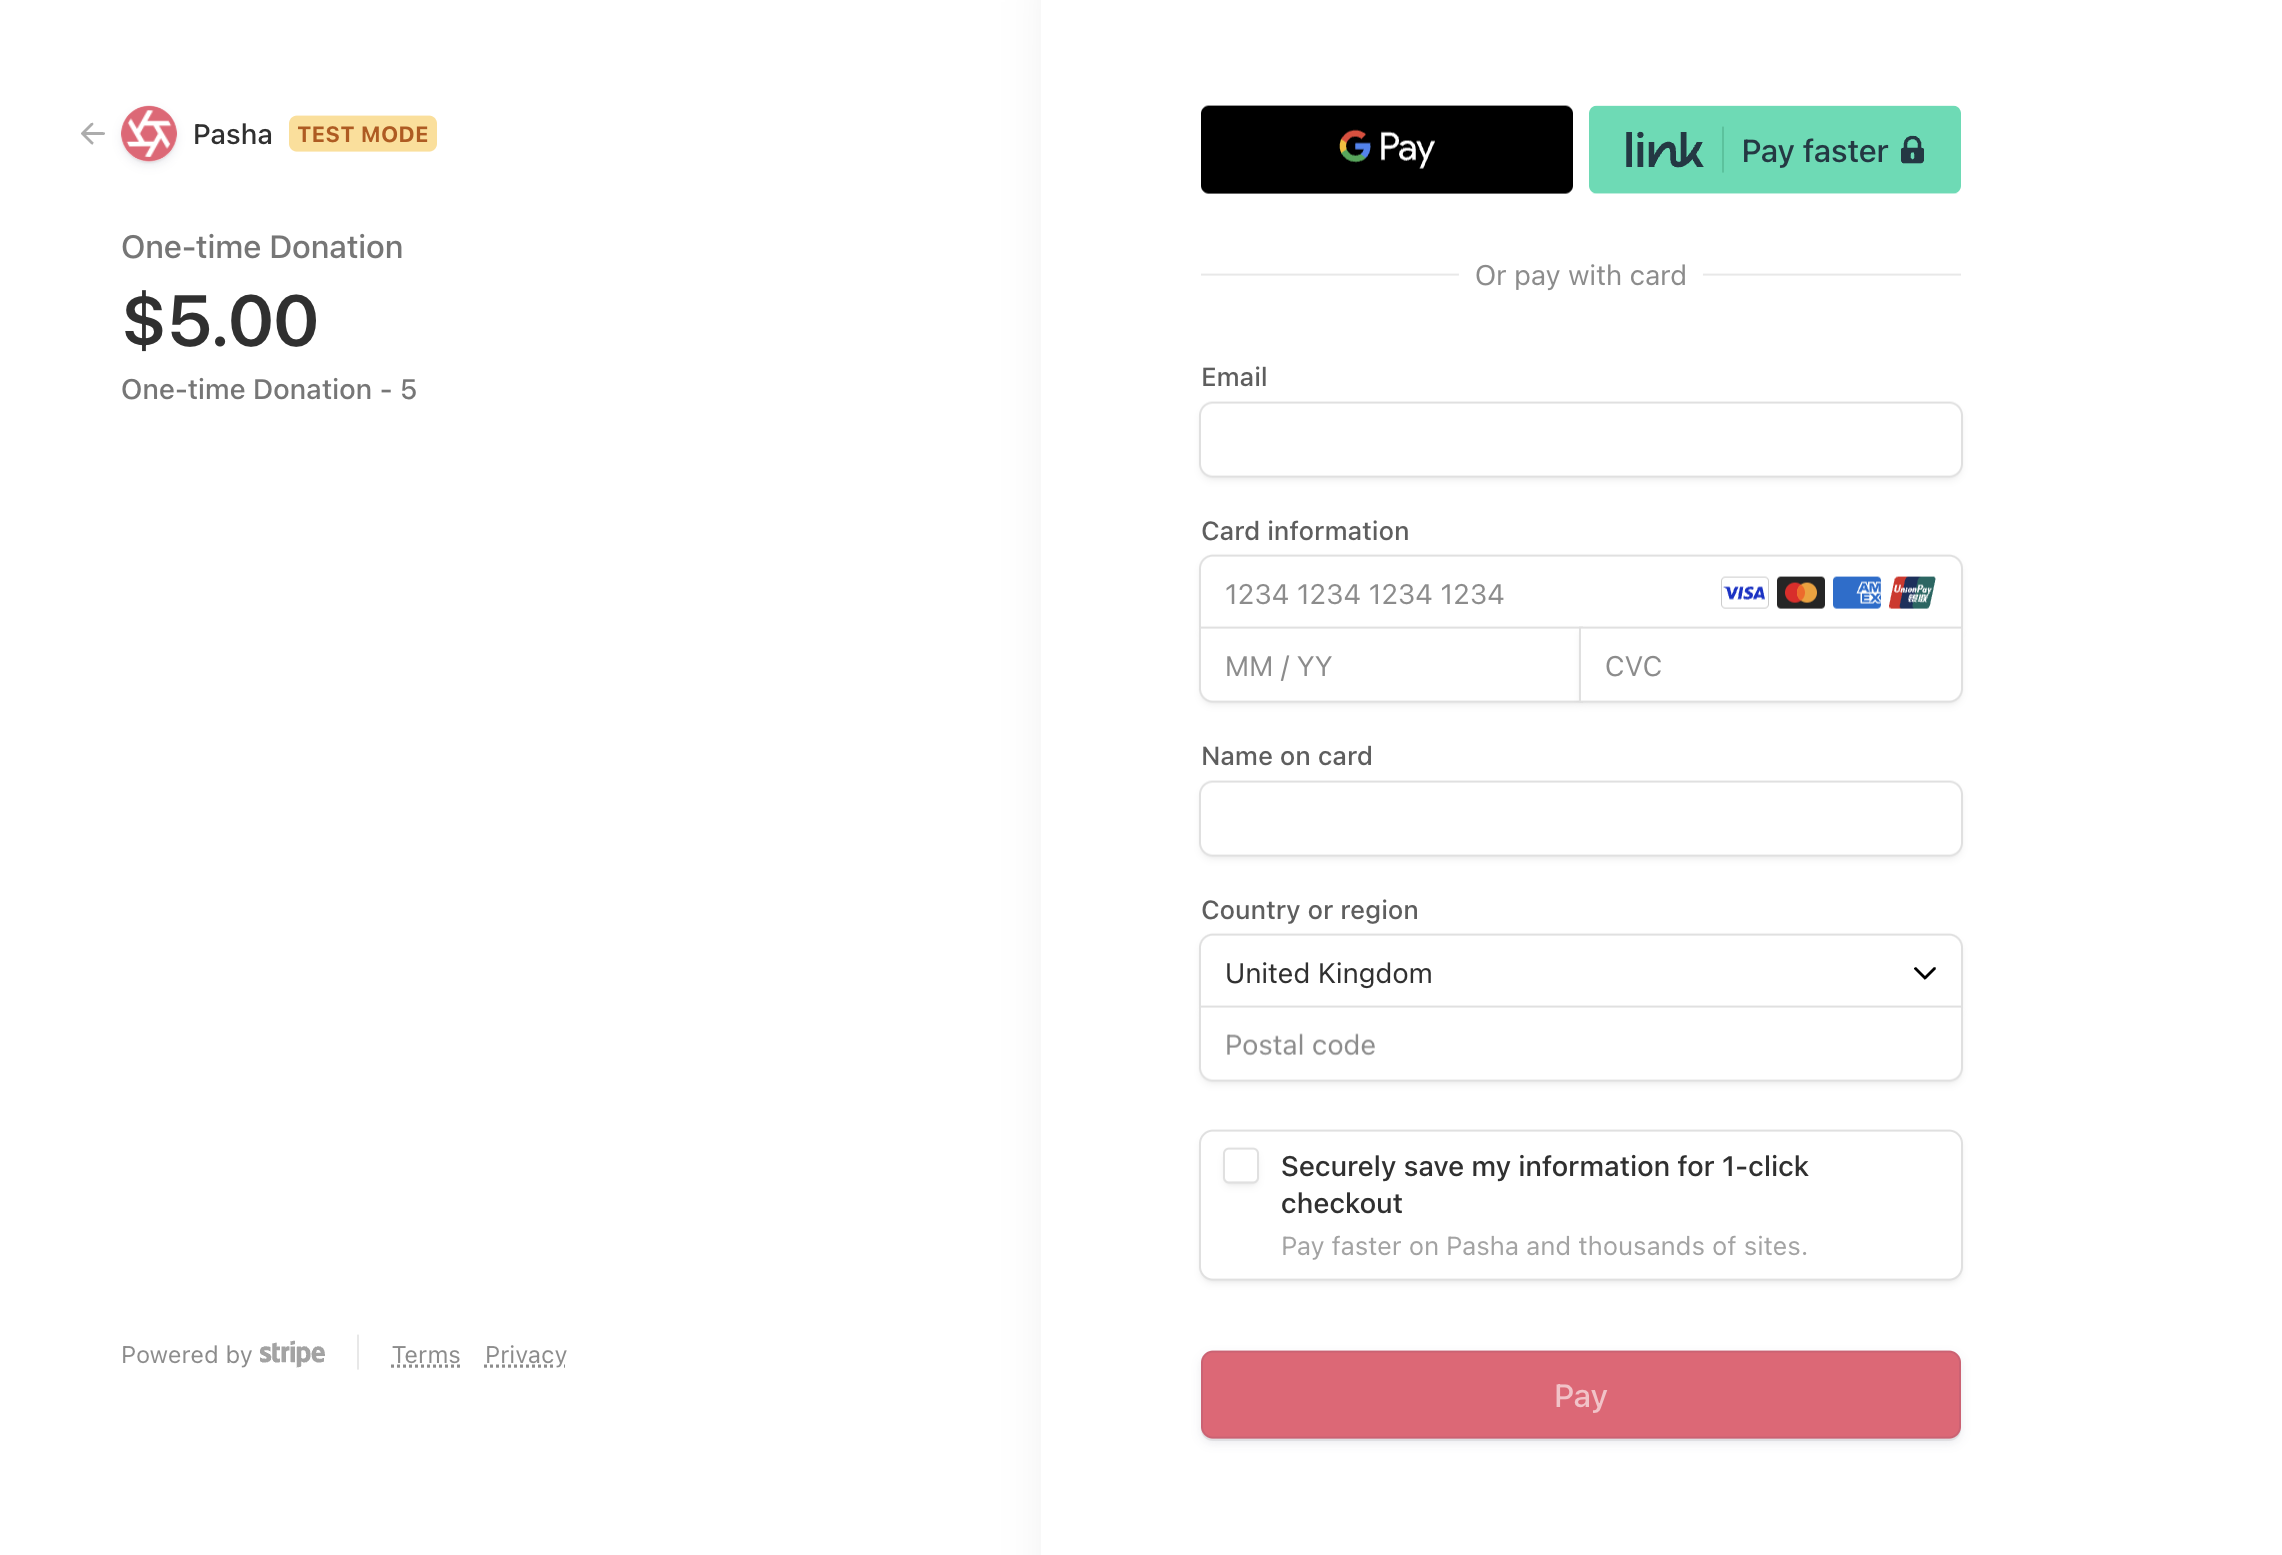 Pasha TEST MODE
One-time Donation
$5.00
One-time Donation - 5
Powered by stripe
Terms Privacy
G Pay
link Pay faster
Or pay with card
Email
Card information
1234 1234 1234 1234 VISA AMEX UnionPay 银联
MM / YY CVC
Name on card
Country or region
United Kingdom
Postal code
Securely save my information for 1-click
checkout
Pay faster on Pasha and thousands of sites.
Pay